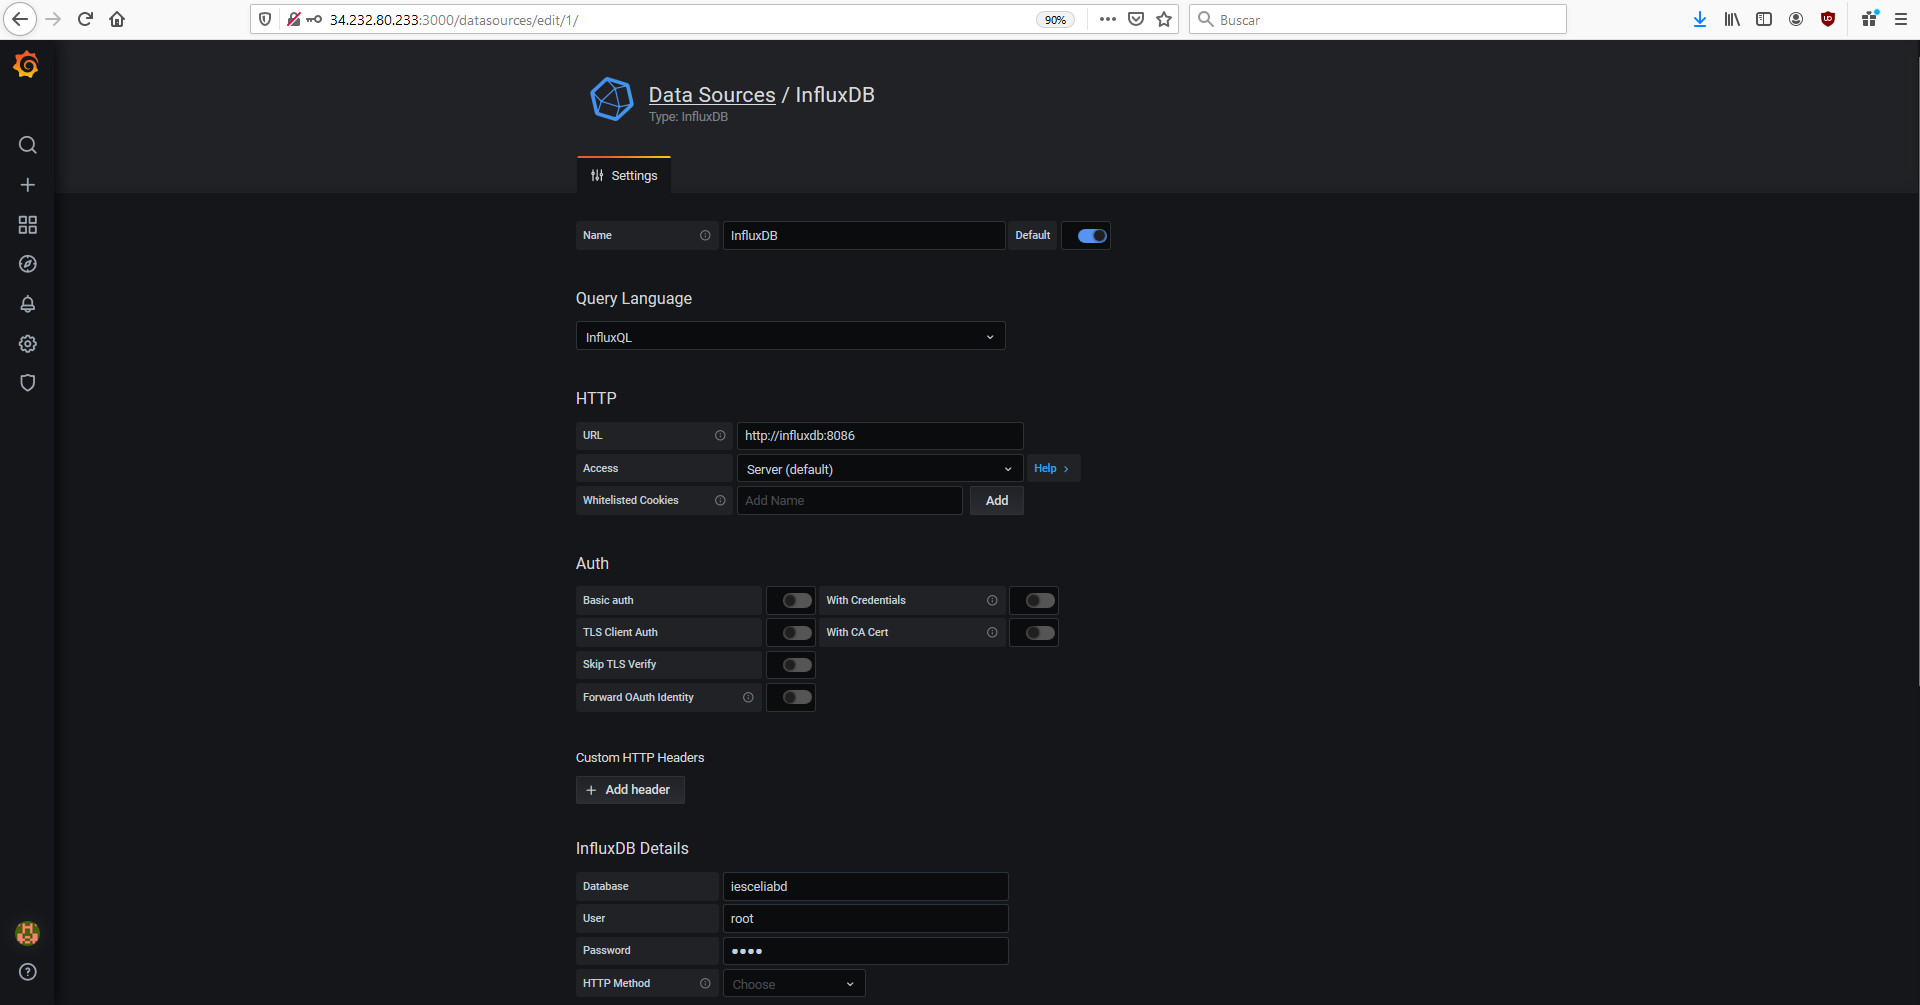 34.232.80.233:3000/datasources/edit/1/
90%
Buscar
Data Sources / InfluxDB
Type: InfluxDB
Settings
Name
InfluxDB
Default
Query Language
InfluxQL
HTTP
URL
http://influxdb:8086
Access
Server (default)
Help >
Whitelisted Cookies
Add Name
Add
Auth
Basic auth
With Credentials
TLS Client Auth
With CA Cert
Skip TLS Verify
Forward OAuth Identity
Custom HTTP Headers
+ Add header
InfluxDB Details
Database
iesceliabd
User
root
Password
••••
HTTP Method
Choose